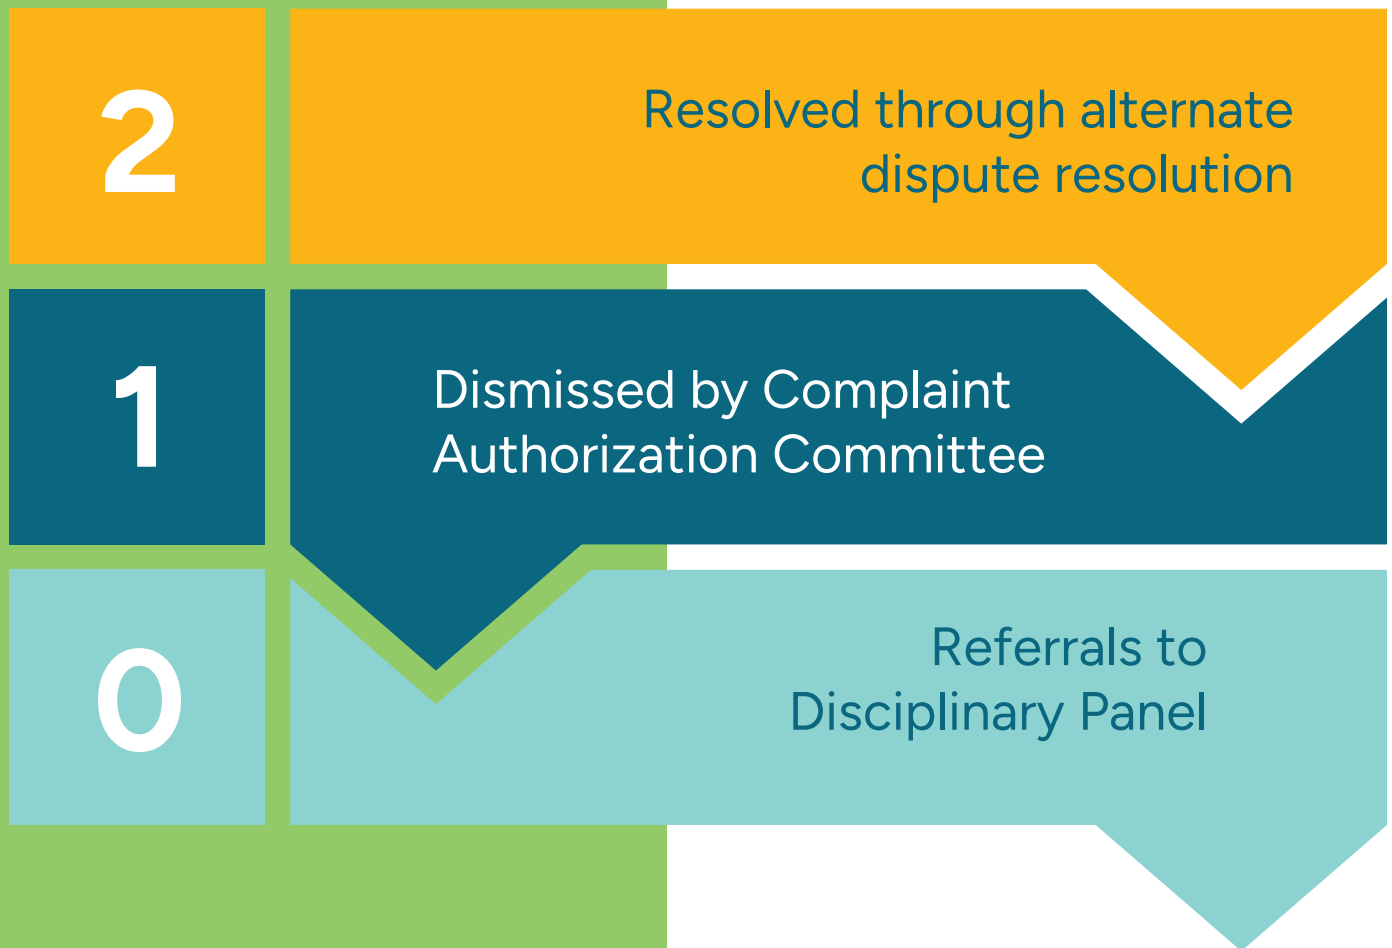 2
Resolved through alternate
dispute resolution
1
Dismissed by Complaint
Authorization Committee
0
Referrals to
Disciplinary Panel